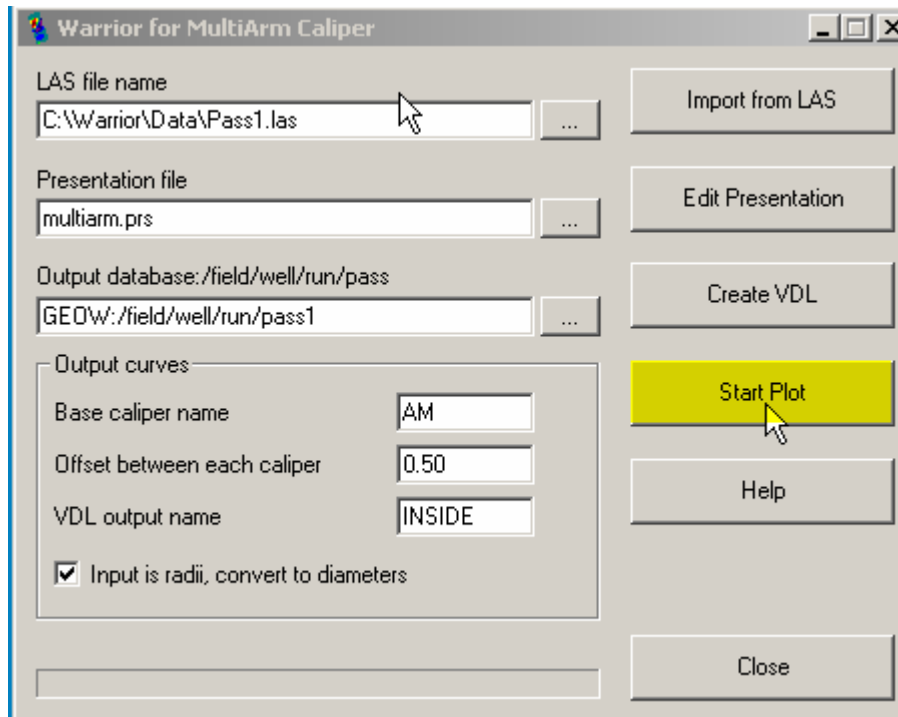 Warrior for MultiArm Caliper
LAS file name
C:\Warrior\Data\Pass1.las
...
Import from LAS
Presentation file
multiarm.prs
...
Edit Presentation
Output database:/field/well/run/pass
GEOW:/field/well/run/pass1
...
Create VDL
Output curves
Base caliper name
AM
Offset between each caliper
0.50
VDL output name
INSIDE
Input is radii, convert to diameters
Start Plot
Help
Close